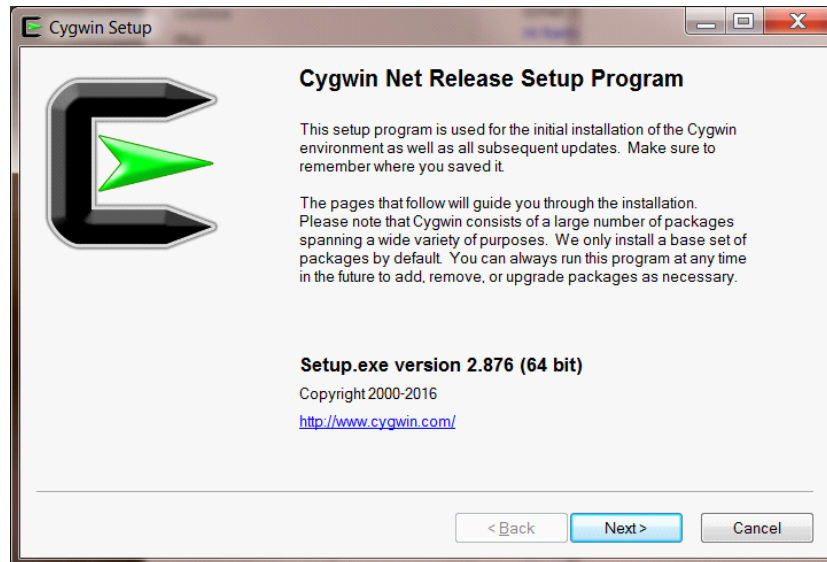 Cygwin Setup
Cygwin Net Release Setup Program
This setup program is used for the initial installation of the Cygwin
environment as well as all subsequent updates. Make sure to
remember where you saved it.
The pages that follow will guide you through the installation.
Please note that Cygwin consists of a large number of packages
spanning a wide variety of purposes. We only install a base set of
packages by default. You can always run this program at any time
in the future to add, remove, or upgrade packages as necessary.
Setup.exe version 2.876 (64 bit)
Copyright 2000-2016
http://www.cygwin.com/
< Back Next > Cancel